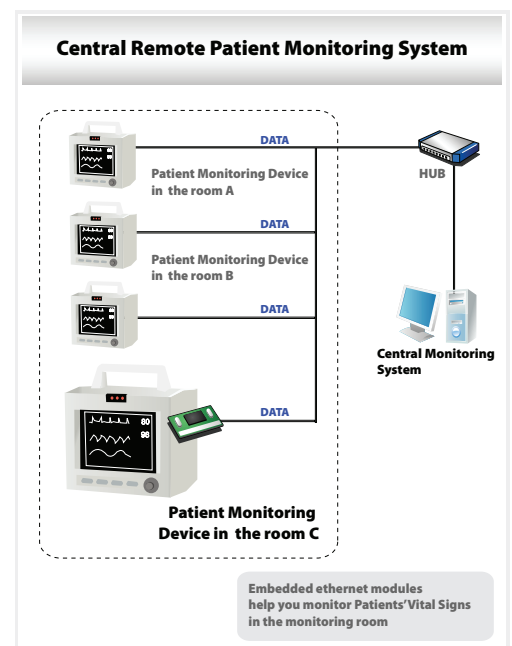 Central Remote Patient Monitoring System
DATA
Patient Monitoring Device
in the room A
HUB
DATA
Patient Monitoring Device
in the room B
DATA
Central Monitoring
System
DATA
80
98
Patient Monitoring
Device in the room C
Embedded ethernet modules
help you monitor Patients'Vital Signs
in the monitoring room